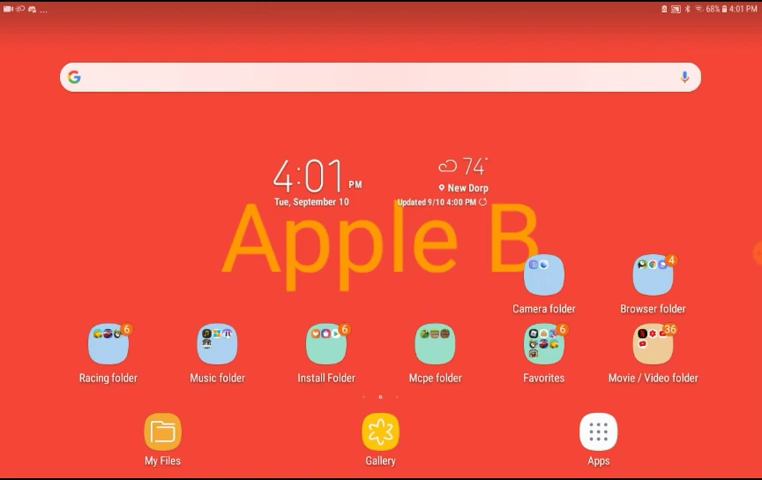 ... 68% 4:01 PM
4:01 PM 74°
Tue, September 10 New Dorp
Updated 9/10 4:00 PM
Apple B
Camera folder 4 Browser folder
6 Racing folder Music folder 6 Install Folder Mcpe folder 6 Favorites 36 Movie / Video folder
My Files Gallery Apps